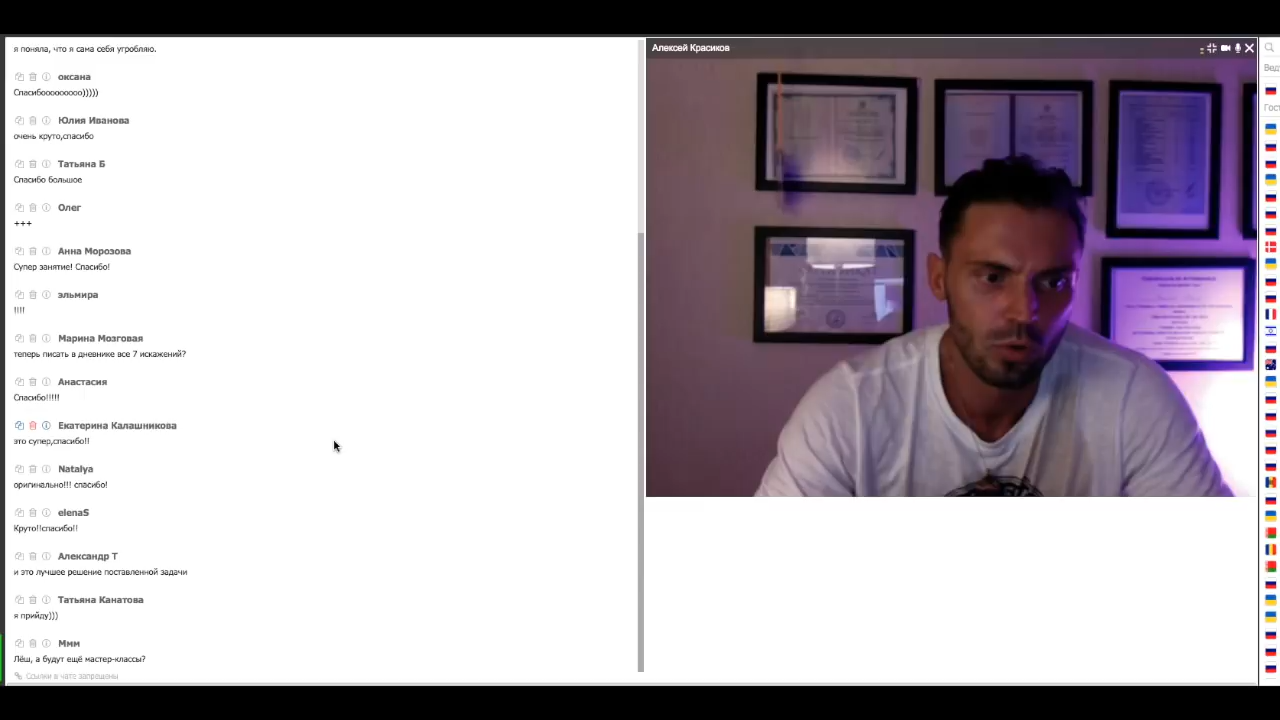 я поняла, что я сама себя угробляю.
оксана
Спасибооооооооо)))))
Юлия Иванова
очень круто,спасибо
Татьяна Б
Спасибо большое
Олег
+++
Анна Морозова
Супер занятие! Спасибо!
эльмира
!!!!
Марина Мозговая
теперь писать в дневнике все 7 искажений?
Анастасия
Спасибо!!!!!
Екатерина Калашникова
это супер,спасибо!!
Natalya
оригинально!!! спасибо!
elenaS
Круто!!спасибо!!
Александр Т
и это лучшее решение поставленной задачи
Татьяна Канатова
я прийду)))
Ммм
Лёш, а будут ещё мастер-классы?
Ссылки в чате запрещены
Алексей Красиков